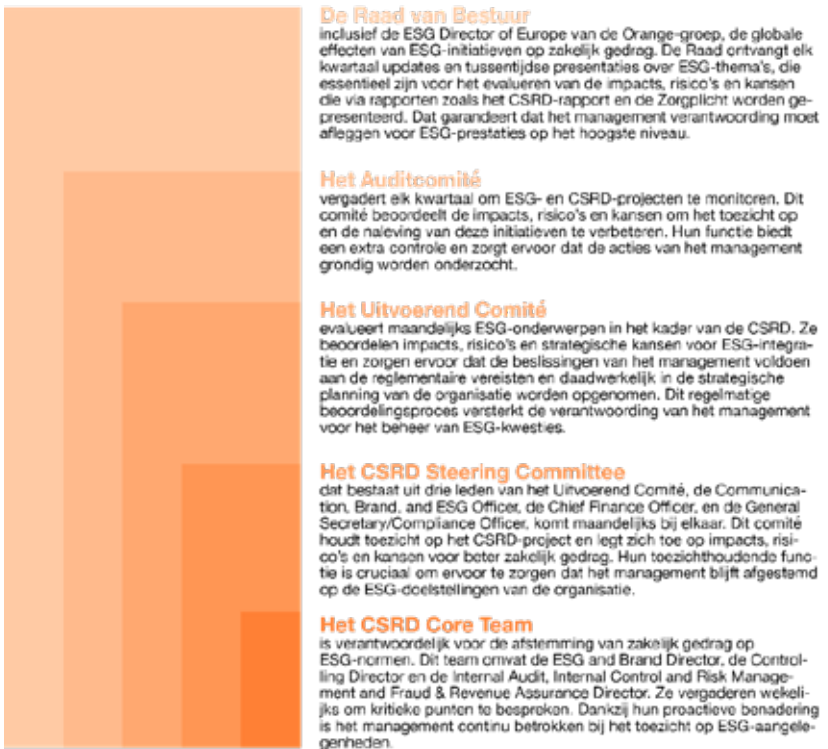 De Raad van Bestuur
inclusief de ESG Director of Europe van de Orange-groep, de globale
effecten van ESG-initiatieven op zakelijk gedrag. De Raad ontvangt elk
kwartaal updates en tussentijdse presentaties over ESG-thema's, die
essentieel zijn voor het evalueren van de impacts, risico's en kansen
die via rapporten zoals het CSRD-rapport en de Zorgplicht worden ge-
presenteerd. Dat garandeert dat het management verantwoording moet
afleggen voor ESG-prestaties op het hoogste niveau.
Het Auditcomité
vergadert elk kwartaal om ESG- en CSRD-projecten te monitoren. Dit
comité beoordeelt de impacts, risico's en kansen om het toezicht op
en de naleving van deze initiatieven te verbeteren. Hun functie biedt
een extra controle en zorgt ervoor dat de acties van het management
grondig worden onderzocht.
Het Uitvoerend Comité
evalueert maandelijks ESG-onderwerpen in het kader van de CSRD. Ze
beoordelen impacts, risico's en strategische kansen voor ESG-integra-
tie en zorgen ervoor dat de beslissingen van het management voldoen
aan de reglementaire vereisten en daadwerkelijk in de strategische
planning van de organisatie worden opgenomen. Dit regelmatige
beoordelingsproces versterkt de verantwoording van het management
voor het beheer van ESG-kwesties.
Het CSRD Steering Committee
dat bestaat uit drie leden van het Uitvoerend Comité, de Communica-
tion, Brand, and ESG Officer, de Chief Finance Officer, en de General
Secretary/Compliance Officer, komt maandelijks bij elkaar. Dit comité
houdt toezicht op het CSRD-project en legt zich toe op impacts, risi-
co's en kansen voor beter zakelijk gedrag. Hun toezichthoudende func-
tie is cruciaal om ervoor te zorgen dat het management blijft afgestemd
op de ESG-doelstellingen van de organisatie.
Het CSRD Core Team
is verantwoordelijk voor de afstemming van zakelijk gedrag op
ESG-normen. Dit team omvat de ESG and Brand Director, de Control-
ling Director en de Internal Audit, Internal Control and Risk Manage-
ment and Fraud & Revenue Assurance Director. Ze vergaderen wekeli-
jks om kritieke punten te bespreken. Dankzij hun proactieve benadering
is het management continu betrokken bij het toezicht op ESG-aangele-
genheden.